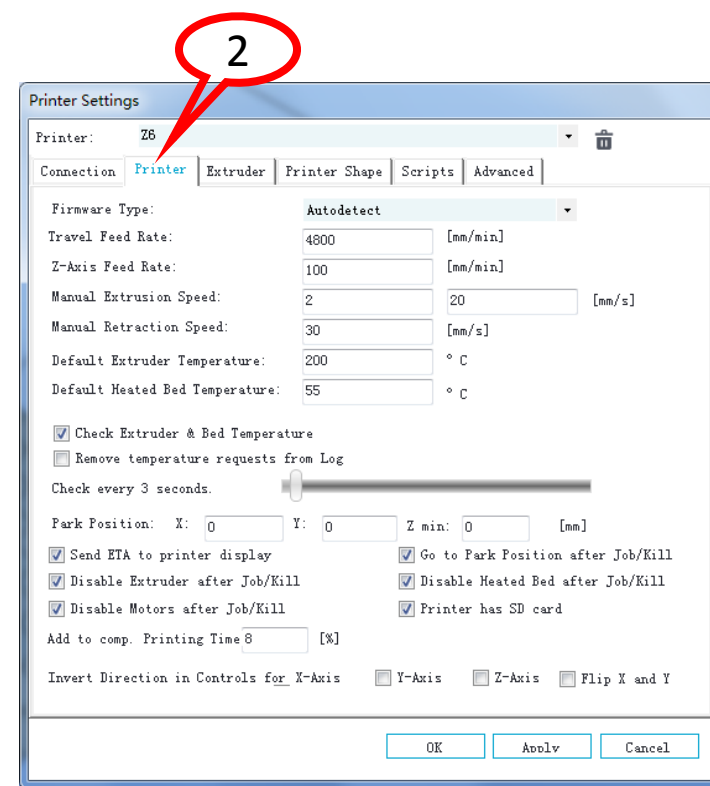 2
Printer Settings
Printer: Z6
Connection Printer Extruder Printer Shape Scripts Advanced
Firmware Type: Autodetect
Travel Feed Rate: 4800 [mm/min]
Z-Axis Feed Rate: 100 [mm/min]
Manual Extrusion Speed: 2 20 [mm/s]
Manual Retraction Speed: 30 [mm/s]
Default Extruder Temperature: 200 ° C
Default Heated Bed Temperature: 55 ° C
Check Extruder & Bed Temperature
Remove temperature requests from Log
Check every 3 seconds.
Park Position: X: 0 Y: 0 Z min: 0 [mm]
Send ETA to printer display Go to Park Position after Job/Kill
Disable Extruder after Job/Kill Disable Heated Bed after Job/Kill
Disable Motors after Job/Kill Printer has SD card
Add to comp. Printing Time 8 [%]
Invert Direction in Controls for X-Axis Y-Axis Z-Axis Flip X and Y
OK Apply Cancel